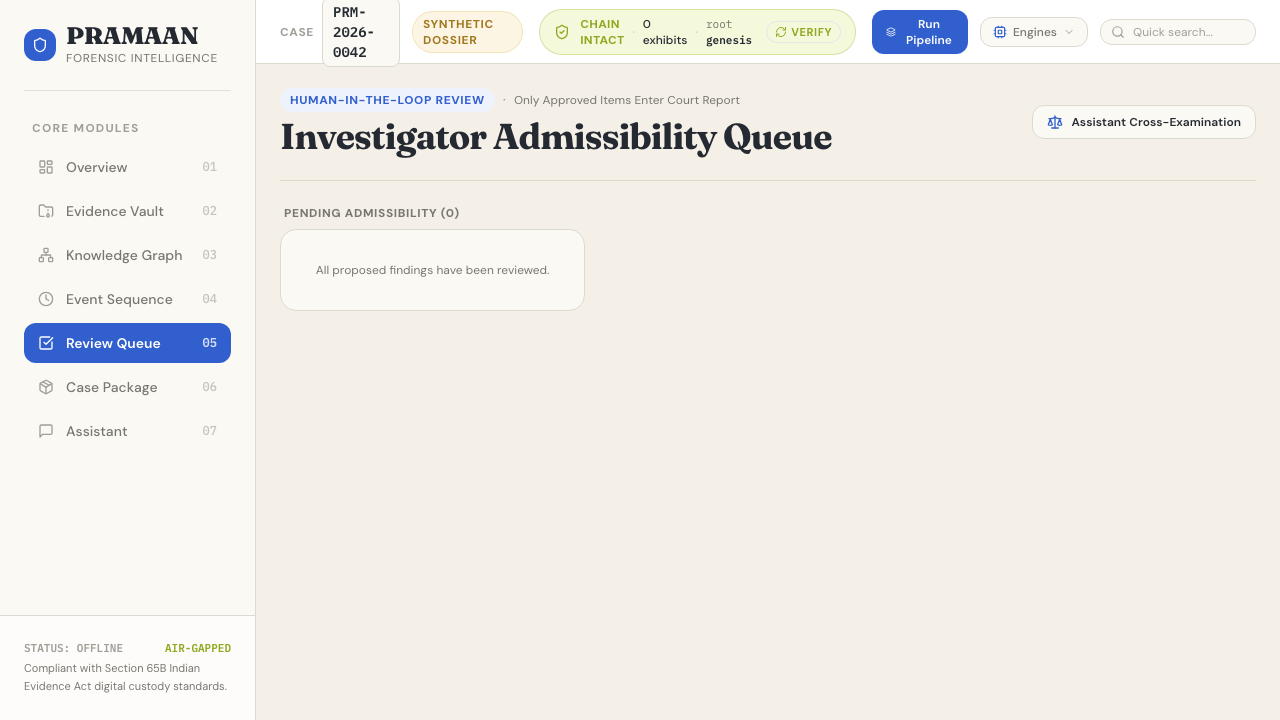 PRAMAAN
FORENSIC INTELLIGENCE
CORE MODULES
Overview 01
Evidence Vault 02
Knowledge Graph 03
Event Sequence 04
Review Queue 05
Case Package 06
Assistant 07
STATUS: OFFLINE AIR-GAPPED
Compliant with Section 65B Indian
Evidence Act digital custody standards.
CASE
PRM-
2026-
0042
SYNTHETIC
DOSSIER
CHAIN
INTACT
·
0
exhibits
·
root
genesis
VERIFY
Run
Pipeline
Engines
Quick search…
HUMAN-IN-THE-LOOP REVIEW · Only Approved Items Enter Court Report
Investigator Admissibility Queue
Assistant Cross-Examination
PENDING ADMISSIBILITY (0)
All proposed findings have been reviewed.